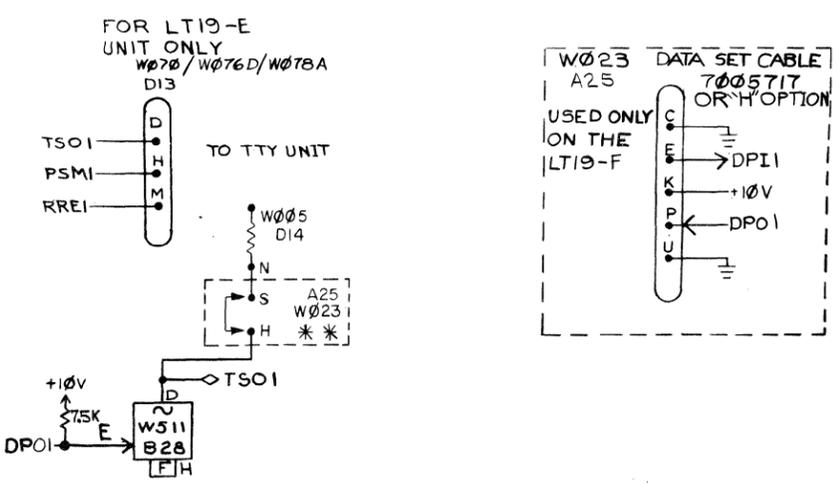 FOR LT19-E
UNIT ONLY
WØ70/WØ76D/WØ78A
D13
D
TSO1
H
PSM1
M
RRE1
TO TTY UNIT
WØØ5
D14
N
S
A25
WØ23
H
* *
TSO1
+1ØV
D
7.5K
W511
B28
DPO1
E
F H
WØ23 DATA SET CABLE
A25 7ØØ5717
OR "H" OPTION
USED ONLY
ON THE
LT19-F
C
E
DPI1
K
+1ØV
P
DPO1
U